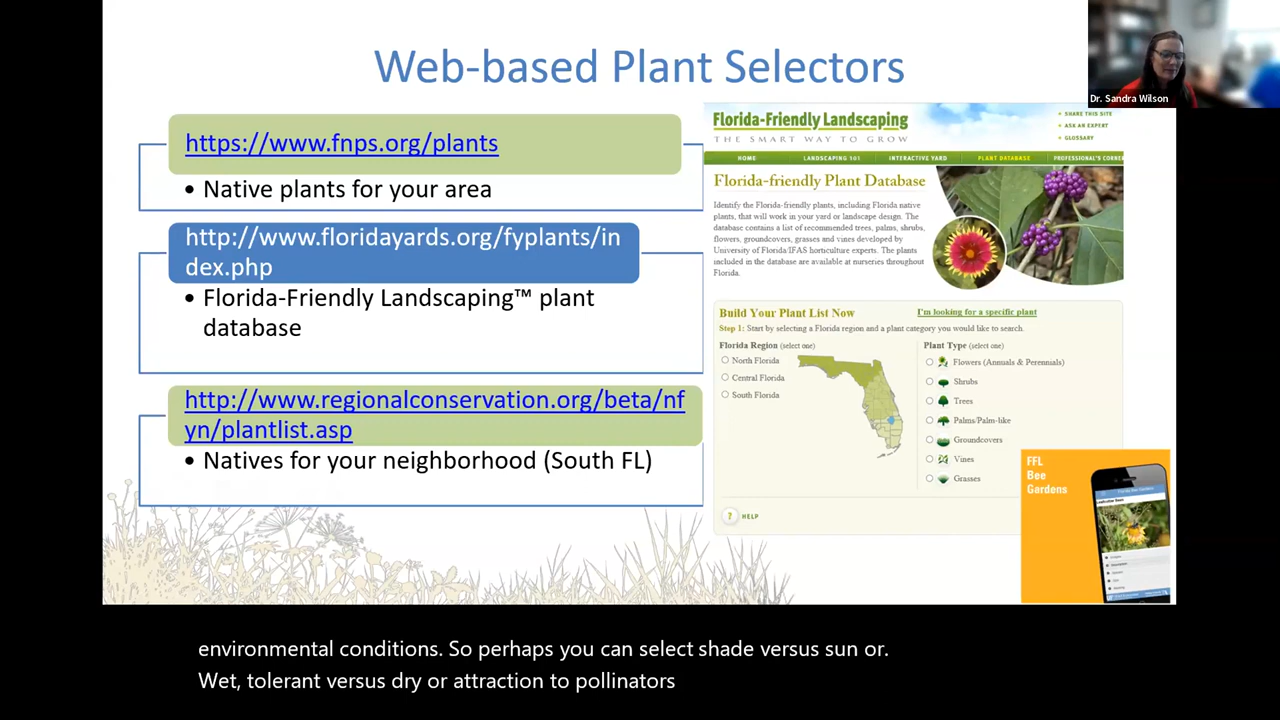 Web-based Plant Selectors
Dr. Sandra Wilson
https://www.fnps.org/plants
• Native plants for your area
http://www.floridayards.org/fyplants/in
dex.php
• Florida-Friendly Landscaping™ plant
database
http://www.regionalconservation.org/beta/nf
yn/plantlist.asp
• Natives for your neighborhood (South FL)
Florida-Friendly Landscaping
THE SMART WAY TO GROW
SHARE THIS SITE
ASK AN EXPERT
GLOSSARY
HOME LANDSCAPING 101 INTERACTIVE YARD PLANT DATABASE PROFESSIONAL'S CORNER
Florida-friendly Plant Database
Identify the Florida-friendly plants, including Florida native
plants, that will work in your yard or landscape design. The
database contains a list of recommended trees, palms, shrubs,
flowers, groundcovers, grasses and vines developed by
University of Florida/IFAS horticulture experts. The plants
included in the database are available at nurseries throughout
Florida.
Build Your Plant List Now
I'm looking for a specific plant
Step 1: Start by selecting a Florida region and a plant category you would like to search.
Florida Region (select one)
North Florida
Central Florida
South Florida
Plant Type (select one)
Flowers (Annuals & Perennials)
Shrubs
Trees
Palms/Palm-like
Groundcovers
Vines
Grasses
? HELP
FFL
Bee
Gardens
environmental conditions. So perhaps you can select shade versus sun or.
Wet, tolerant versus dry or attraction to pollinators